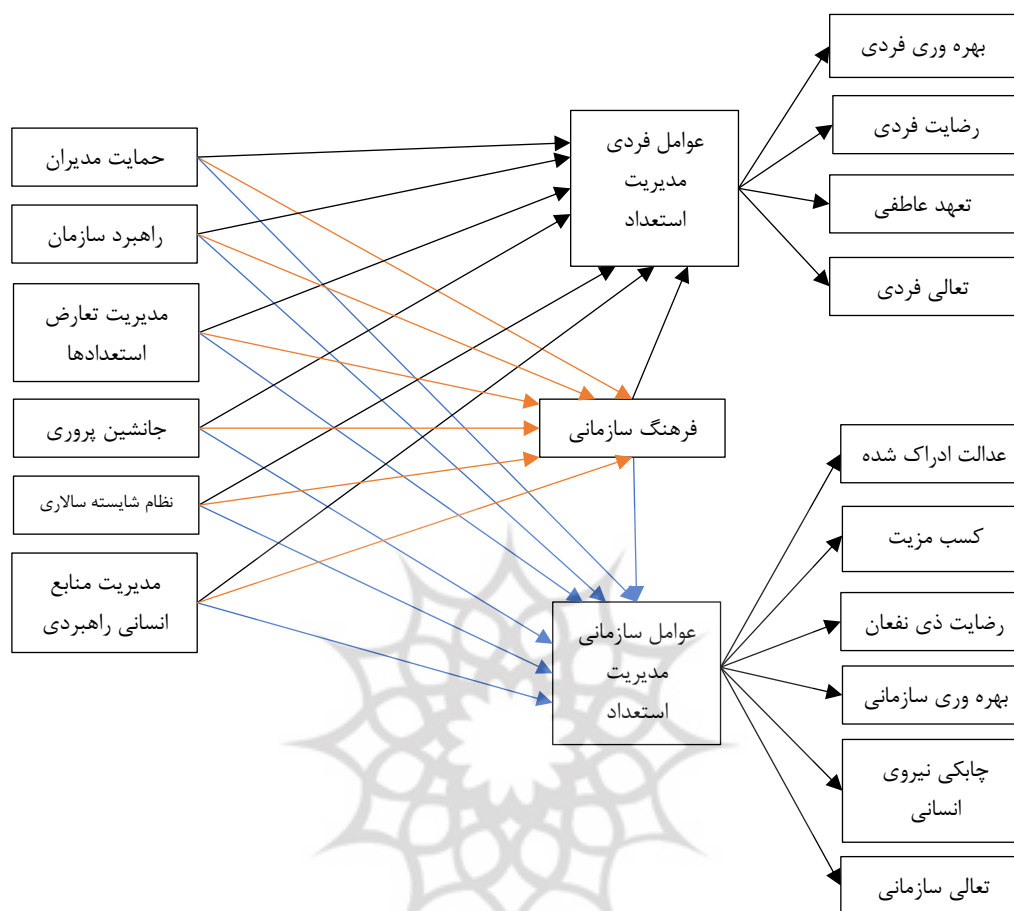 حمایت مدیران
راهبرد سازمان
مدیریت تعارض
استعدادها
جانشین پروری
نظام شایسته سالاری
مدیریت منابع
انسانی راهبردی
عوامل فردی
مدیریت
استعداد
فرهنگ سازمانی
عوامل سازمانی
مدیریت
استعداد
بهره وری فردی
رضایت فردی
تعهد عاطفی
تعالی فردی
عدالت ادراک شده
کسب مزیت
رضایت ذی نفعان
بهره وری سازمانی
چابکی نیروی
انسانی
تعالی سازمانی